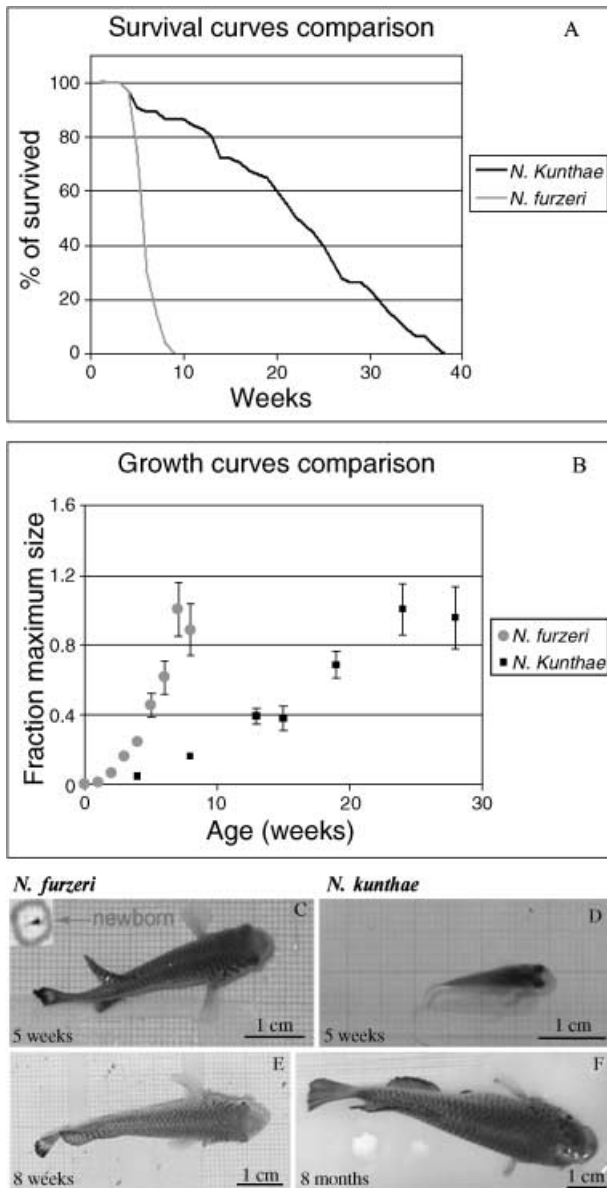 Survival curves comparison
A
100
80
60
40
20
0
% of survived
0 10 20 30 40
Weeks
N. Kunthae
N. furzeri
Growth curves comparison
B
1.6
1.2
0.8
0.4
0
Fraction maximum size
0 10 20 30
Age (weeks)
N. furzeri
N. Kunthae
N. furzeri
N. kunthae
newborn
C
5 weeks
1 cm
D
5 weeks
1 cm
E
8 weeks
1 cm
F
8 months
1 cm